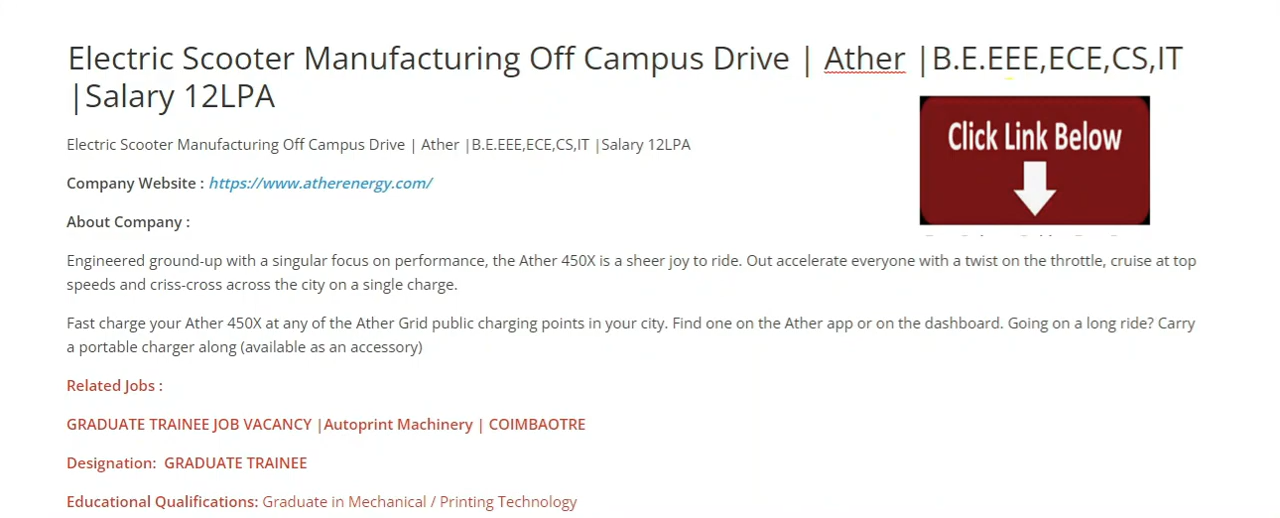 Electric Scooter Manufacturing Off Campus Drive | Ather |B.E.EEE,ECE,CS,IT
|Salary 12LPA
Click Link Below
Electric Scooter Manufacturing Off Campus Drive | Ather |B.E.EEE,ECE,CS,IT |Salary 12LPA
Company Website : https://www.atherenergy.com/
About Company :
Engineered ground-up with a singular focus on performance, the Ather 450X is a sheer joy to ride. Out accelerate everyone with a twist on the throttle, cruise at top
speeds and criss-cross across the city on a single charge.
Fast charge your Ather 450X at any of the Ather Grid public charging points in your city. Find one on the Ather app or on the dashboard. Going on a long ride? Carry
a portable charger along (available as an accessory)
Related Jobs :
GRADUATE TRAINEE JOB VACANCY |Autoprint Machinery | COIMBAOTRE
Designation: GRADUATE TRAINEE
Educational Qualifications: Graduate in Mechanical / Printing Technology